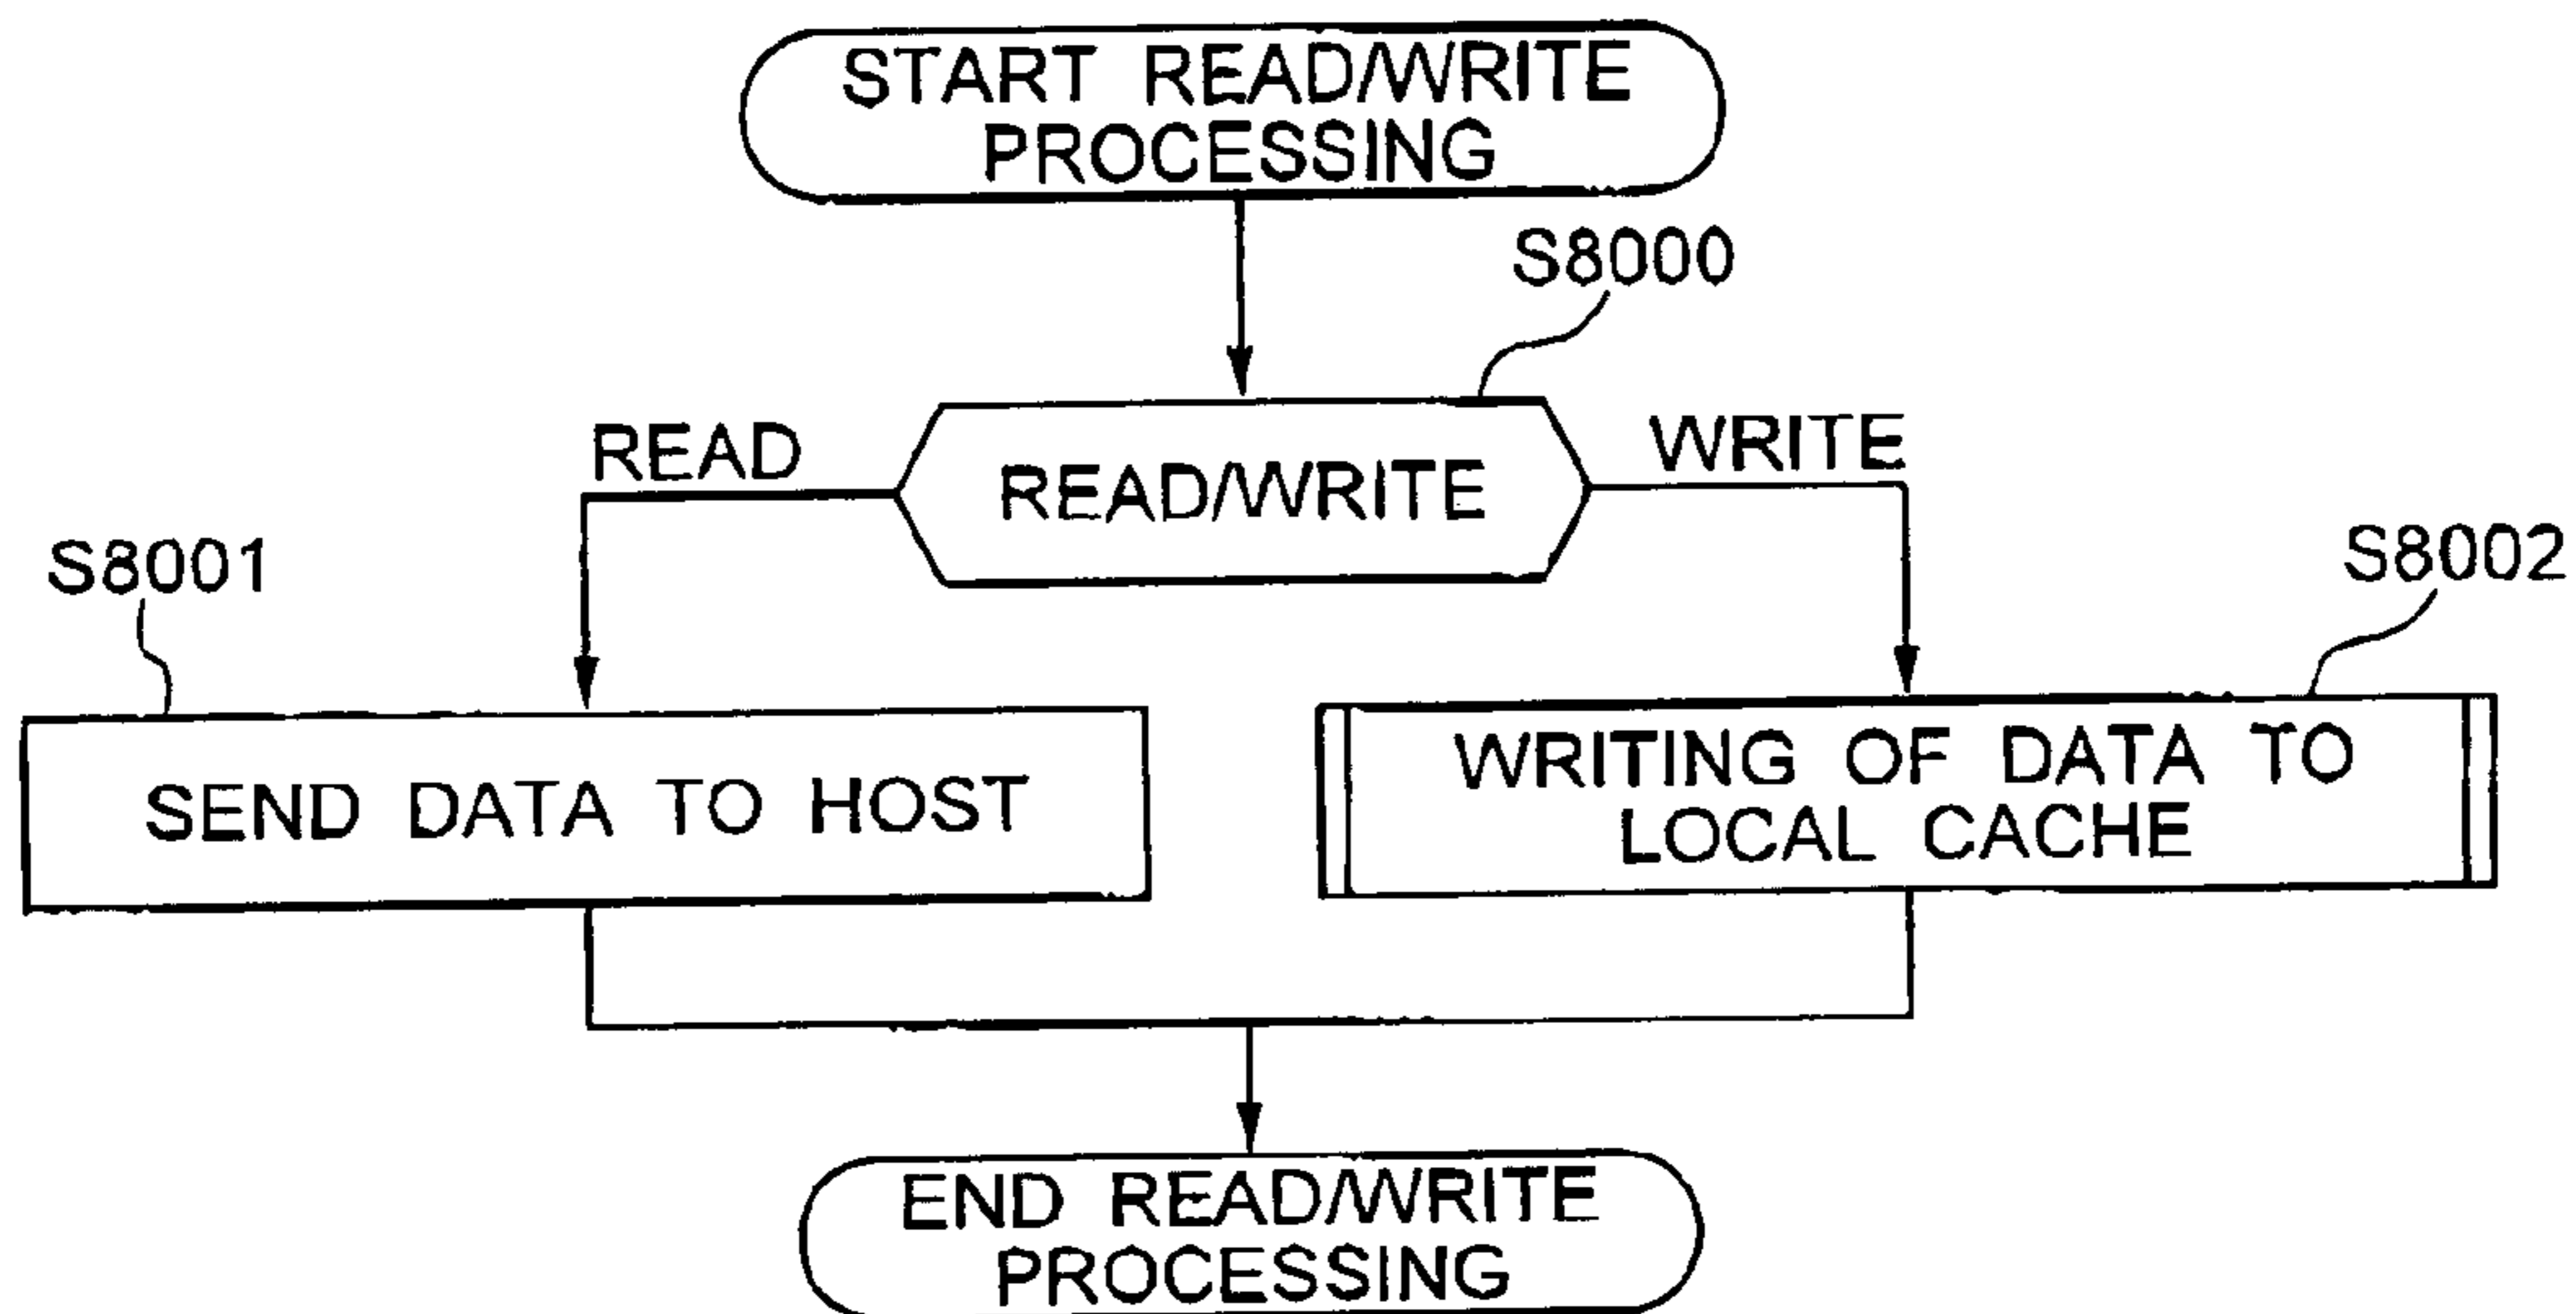 START READ/WRITE
PROCESSING
S8000
READ
WRITE
READ/WRITE
S8001
S8002
SEND DATA TO HOST
WRITING OF DATA TO
LOCAL CACHE
END READ/WRITE
PROCESSING